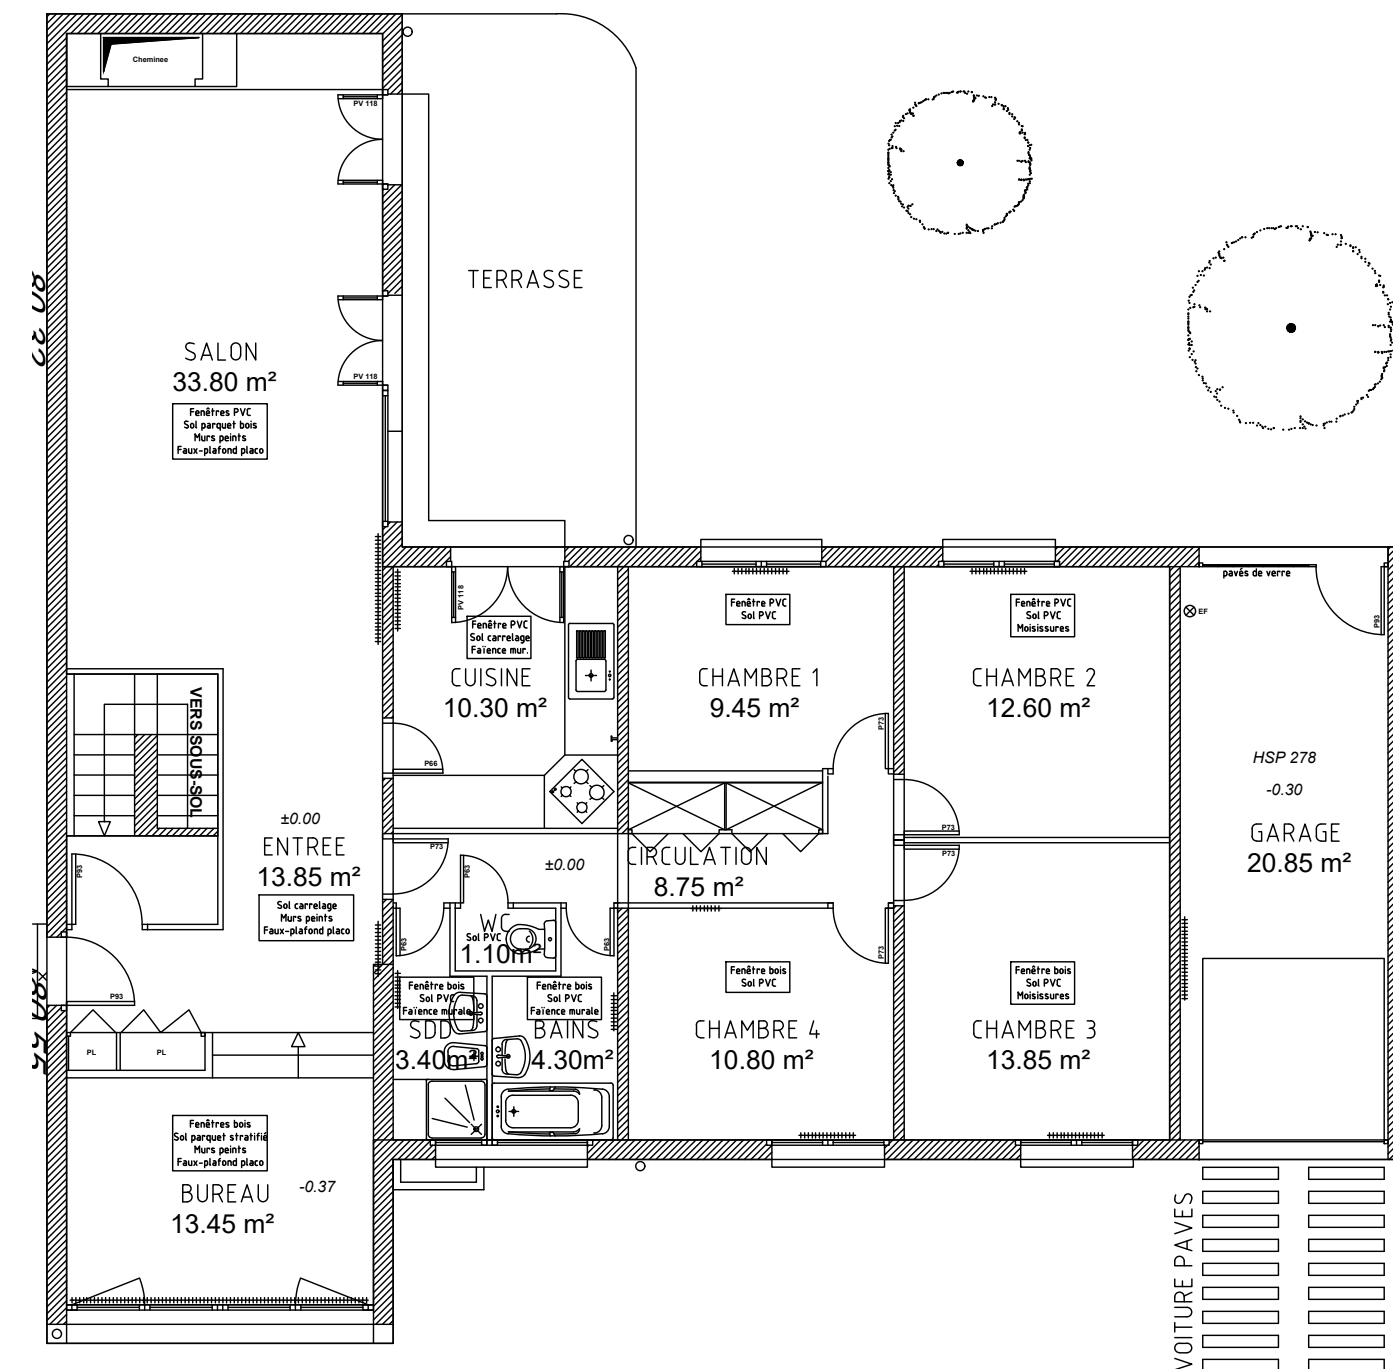 Cheminee
PV 118
TERRASSE
SALON
33.80 m²
Fenêtres PVC
Sol parquet bois
Murs peints
Faux-plafond placo
PV 118
pavés de verre
PV 118
Fenêtre PVC
Sol carrelage
Faïence mur.
CUISINE
10.30 m²
Fenêtre PVC
Sol PVC
CHAMBRE 1
9.45 m²
Fenêtre PVC
Sol PVC
Moisissures
CHAMBRE 2
12.60 m²
EF
P93
VERS SOUS-SOL
P66
P73
HSP 278
-0.30
GARAGE
20.85 m²
±0.00
ENTREE
13.85 m²
Sol carrelage
Murs peints
Faux-plafond placo
P93
P73
P63
±0.00
CIRCULATION
8.75 m²
P73
P73
WC
Sol PVC
1.10m²
P63
P63
P73
P93
Fenêtre bois
Sol PVC
Faïence murale
SDD
3.40m²
Fenêtre bois
Sol PVC
Faïence murale
BAINS
4.30m²
Fenêtre bois
Sol PVC
CHAMBRE 4
10.80 m²
Fenêtre bois
Sol PVC
Moisissures
CHAMBRE 3
13.85 m²
PL
PL
Fenêtres bois
Sol parquet stratifié
Murs peints
Faux-plafond placo
BUREAU
13.45 m²
-0.37
VOITURE PAVES